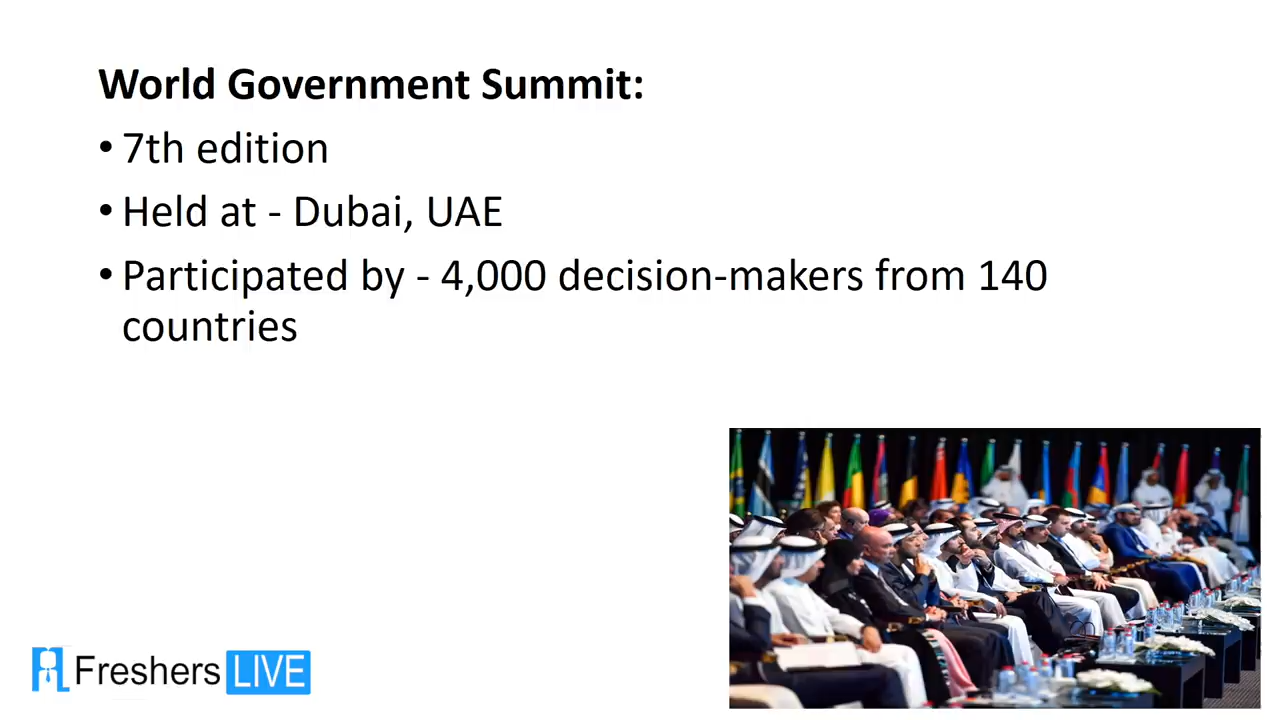 World Government Summit:
• 7th edition
• Held at - Dubai, UAE
• Participated by - 4,000 decision-makers from 140
countries
Freshers LIVE